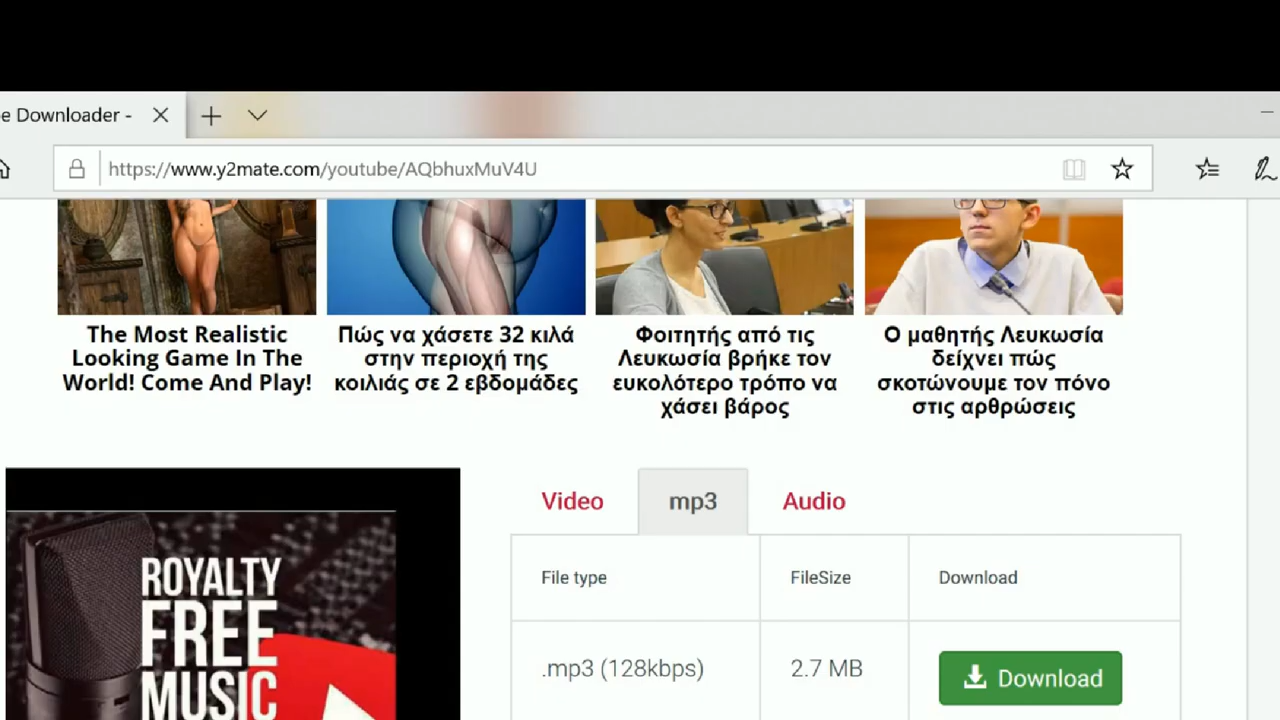 e Downloader -
https://www.y2mate.com/youtube/AQbhuxMuV4U
The Most Realistic
Looking Game In The
World! Come And Play!
Πώς να χάσετε 32 κιλά
στην περιοχή της
κοιλιάς σε 2 εβδομάδες
Φοιτητής από τις
Λευκωσία βρήκε τον
ευκολότερο τρόπο να
χάσει βάρος
Ο μαθητής Λευκωσία
δείχνει πώς
σκοτώνουμε τον πόνο
στις αρθρώσεις
ROYALTY
FREE
MUSIC
Video mp3 Audio
File type FileSize Download
.mp3 (128kbps) 2.7 MB Download